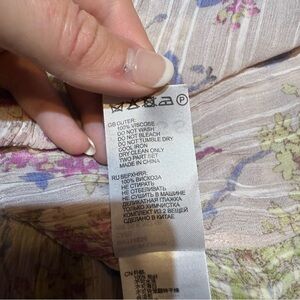 P
GB OUTER:
100% VISCOSE
DO NOT WASH
DO NOT BLEACH
DO NOT TUMBLE DRY
COOL IRON
DRY CLEAN ONLY
TWO PART SET
MADE IN CHINA
RU ВЕРХНЯЯ:
100% ВИСКОЗА
НЕ СТИРАТЬ
НЕ ОТБЕЛИВАТЬ
НЕ СУШИТЬ В МАШИНЕ
ДЕЛИКАТНАЯ ГЛАЖКА
ТОЛЬКО ХИМЧИСТКА
КОМПЛЕКТ ИЗ 2 ВЕЩЕЙ
СДЕЛАНО В КИТАЕ
CN
100%